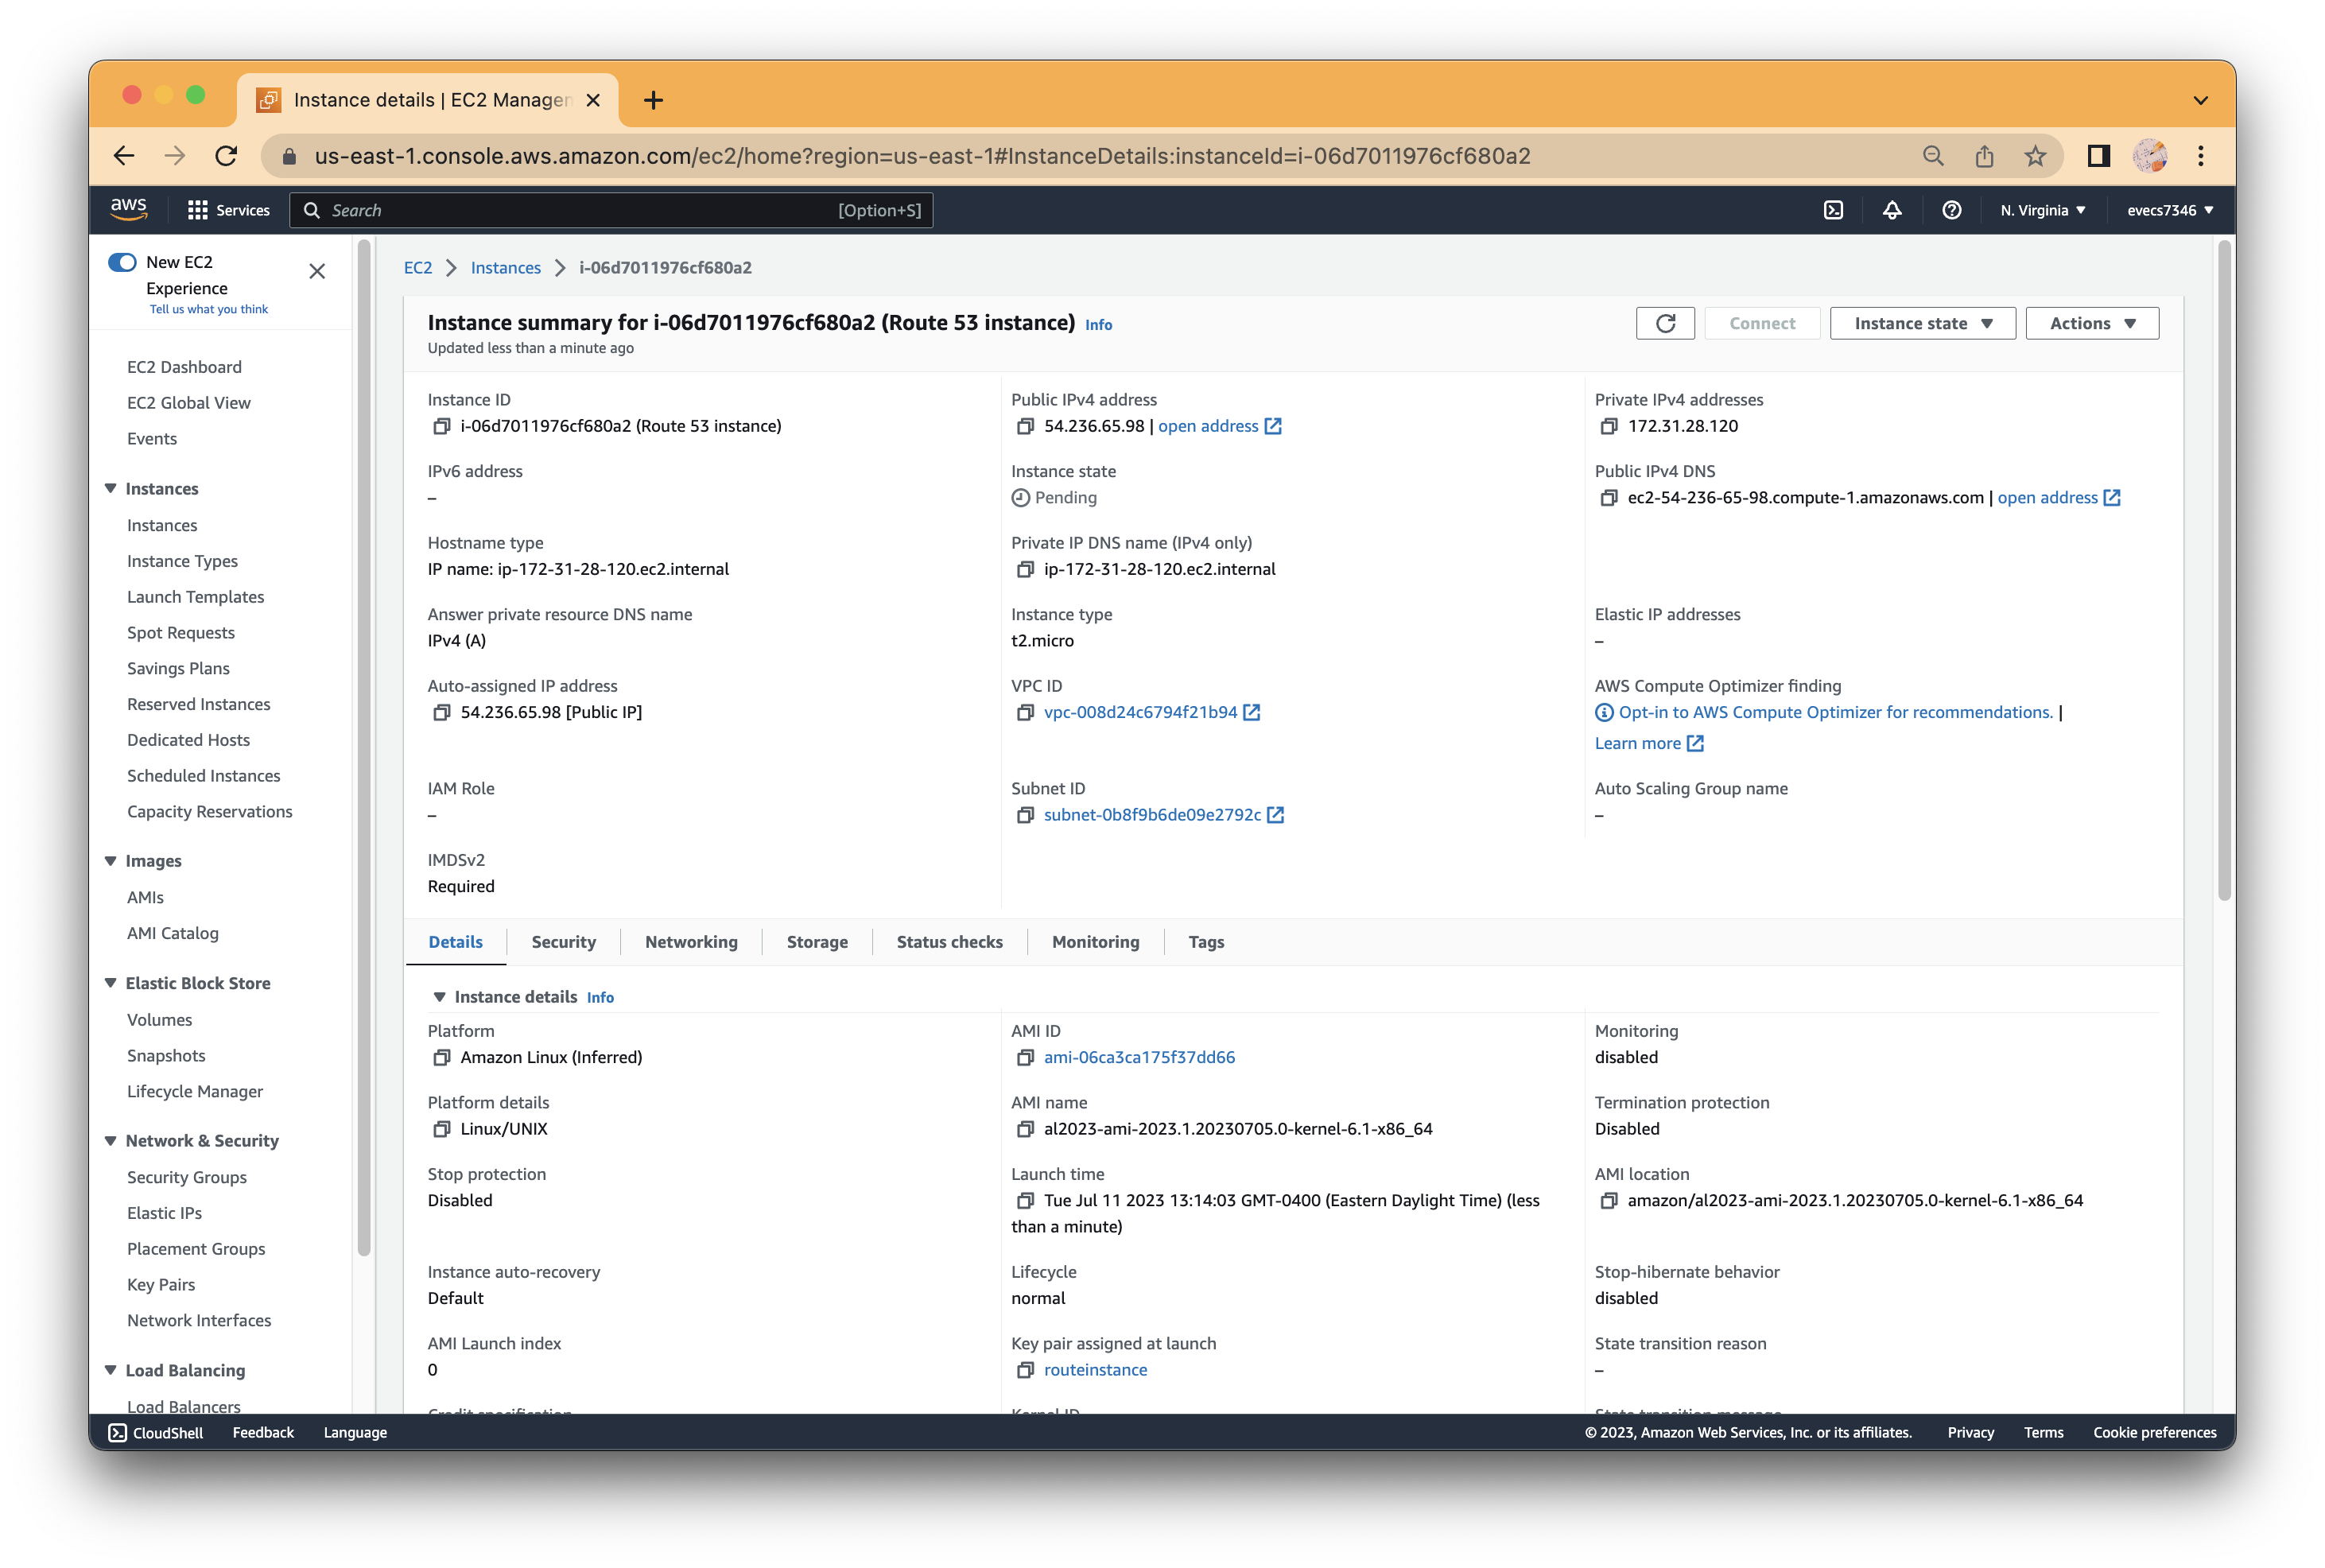 Instance details | EC2 Manager
us-east-1.console.aws.amazon.com/ec2/home?region=us-east-1#InstanceDetails:instanceId=i-06d7011976cf680a2
aws Services Search [Option+S] N. Virginia evecs7346
New EC2
Experience
Tell us what you think
EC2 Dashboard
EC2 Global View
Events
Instances
Instances
Instance Types
Launch Templates
Spot Requests
Savings Plans
Reserved Instances
Dedicated Hosts
Scheduled Instances
Capacity Reservations
Images
AMIs
AMI Catalog
Elastic Block Store
Volumes
Snapshots
Lifecycle Manager
Network & Security
Security Groups
Elastic IPs
Placement Groups
Key Pairs
Network Interfaces
Load Balancing
Load Balancers
EC2 Instances i-06d7011976cf680a2
Instance summary for i-06d7011976cf680a2 (Route 53 instance) Info
Updated less than a minute ago
Connect Instance state Actions
Instance ID
i-06d7011976cf680a2 (Route 53 instance)
Public IPv4 address
54.236.65.98 | open address
Private IPv4 addresses
172.31.28.120
IPv6 address
–
Instance state
Pending
Public IPv4 DNS
ec2-54-236-65-98.compute-1.amazonaws.com | open address
Hostname type
IP name: ip-172-31-28-120.ec2.internal
Private IP DNS name (IPv4 only)
ip-172-31-28-120.ec2.internal
Answer private resource DNS name
IPv4 (A)
Instance type
t2.micro
Elastic IP addresses
–
Auto-assigned IP address
54.236.65.98 [Public IP]
VPC ID
vpc-008d24c6794f21b94
AWS Compute Optimizer finding
Opt-in to AWS Compute Optimizer for recommendations. |
Learn more
IAM Role
–
Subnet ID
subnet-0b8f9b6de09e2792c
Auto Scaling Group name
–
IMDSv2
Required
Details Security Networking Storage Status checks Monitoring Tags
Instance details Info
Platform
Amazon Linux (Inferred)
AMI ID
ami-06ca3ca175f37dd66
Monitoring
disabled
Platform details
Linux/UNIX
AMI name
al2023-ami-2023.1.20230705.0-kernel-6.1-x86_64
Termination protection
Disabled
Stop protection
Disabled
Launch time
Tue Jul 11 2023 13:14:03 GMT-0400 (Eastern Daylight Time) (less
than a minute)
AMI location
amazon/al2023-ami-2023.1.20230705.0-kernel-6.1-x86_64
Instance auto-recovery
Default
Lifecycle
normal
Stop-hibernate behavior
disabled
AMI Launch index
0
Key pair assigned at launch
routeinstance
State transition reason
–
Credit specification
Kernel ID
State transition message
CloudShell Feedback Language © 2023, Amazon Web Services, Inc. or its affiliates. Privacy Terms Cookie preferences